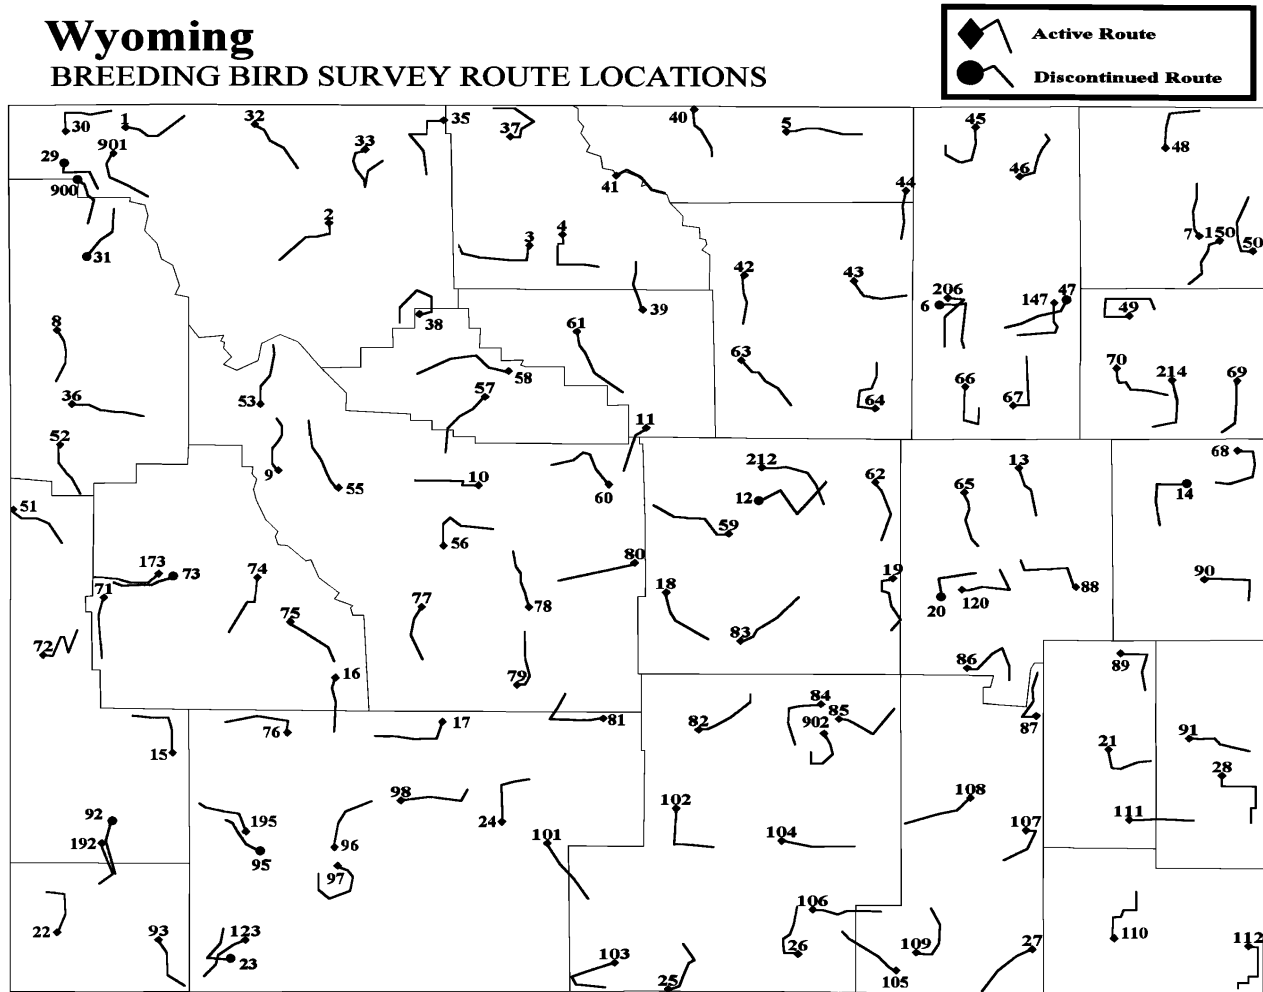 Wyoming
BREEDING BIRD SURVEY ROUTE LOCATIONS
Active Route
Discontinued Route
30 1 32 33 35 37 40 5 45 48
29 901 46
900 41 44
31 2 3 4 7 150 50
42 43
8 38 39 206 6 147 47 49
61
36 53 58 57 63 64 66 67 70 214 69
52 11
9 55 10 60 212 12 62 65 13 68 14
51 56 59
173 73 74 80 19 90
71 75 77 78 18 83 20 120 88
72 16 79 86 89
15 76 17 81 82 84 85 902 87 21 91
28
92 195 98 24 102 108 107 111
192 95 96 97 101 104
22 93 123 23 103 25 106 26 109 105 27 110 112